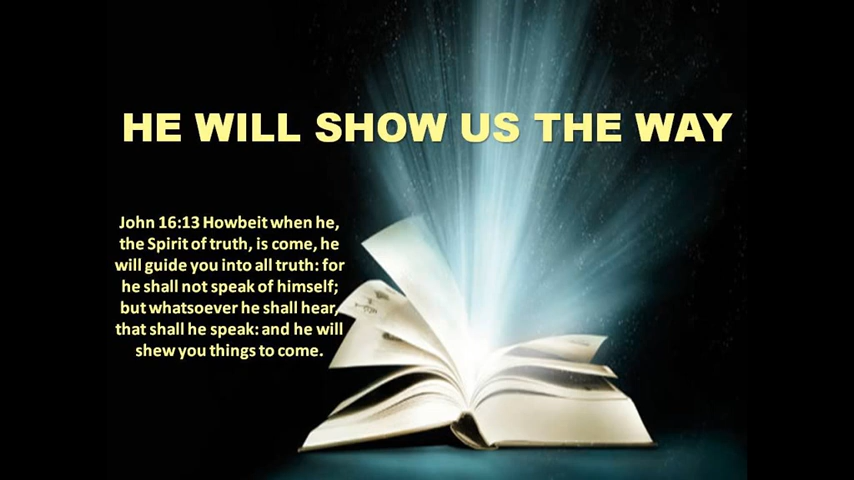 HE WILL SHOW US THE WAY
John 16:13 Howbeit when he,
the Spirit of truth, is come, he
will guide you into all truth: for
he shall not speak of himself;
but whatsoever he shall hear,
that shall he speak: and he will
shew you things to come.